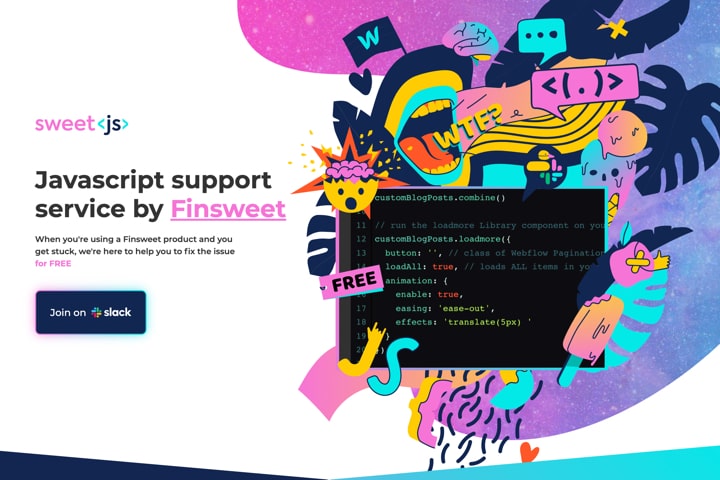 W
<(.)>
WTF?
sweet<js>
Javascript support
service by Finsweet
When you're using a Finsweet product and you
get stuck, we're here to help you to fix the issue
for FREE
Join on slack
customBlogPosts.combine()
11 // run the loadmore Library component on you
12 customBlogPosts.loadmore({
13 button: '', // class of Webflow Pagination
14 loadAll: true, // loads ALL items in yo
animation: {
enable: true,
17 easing: 'ease-out',
18 effects: 'translate(5px) '
}
)
FREE
JS